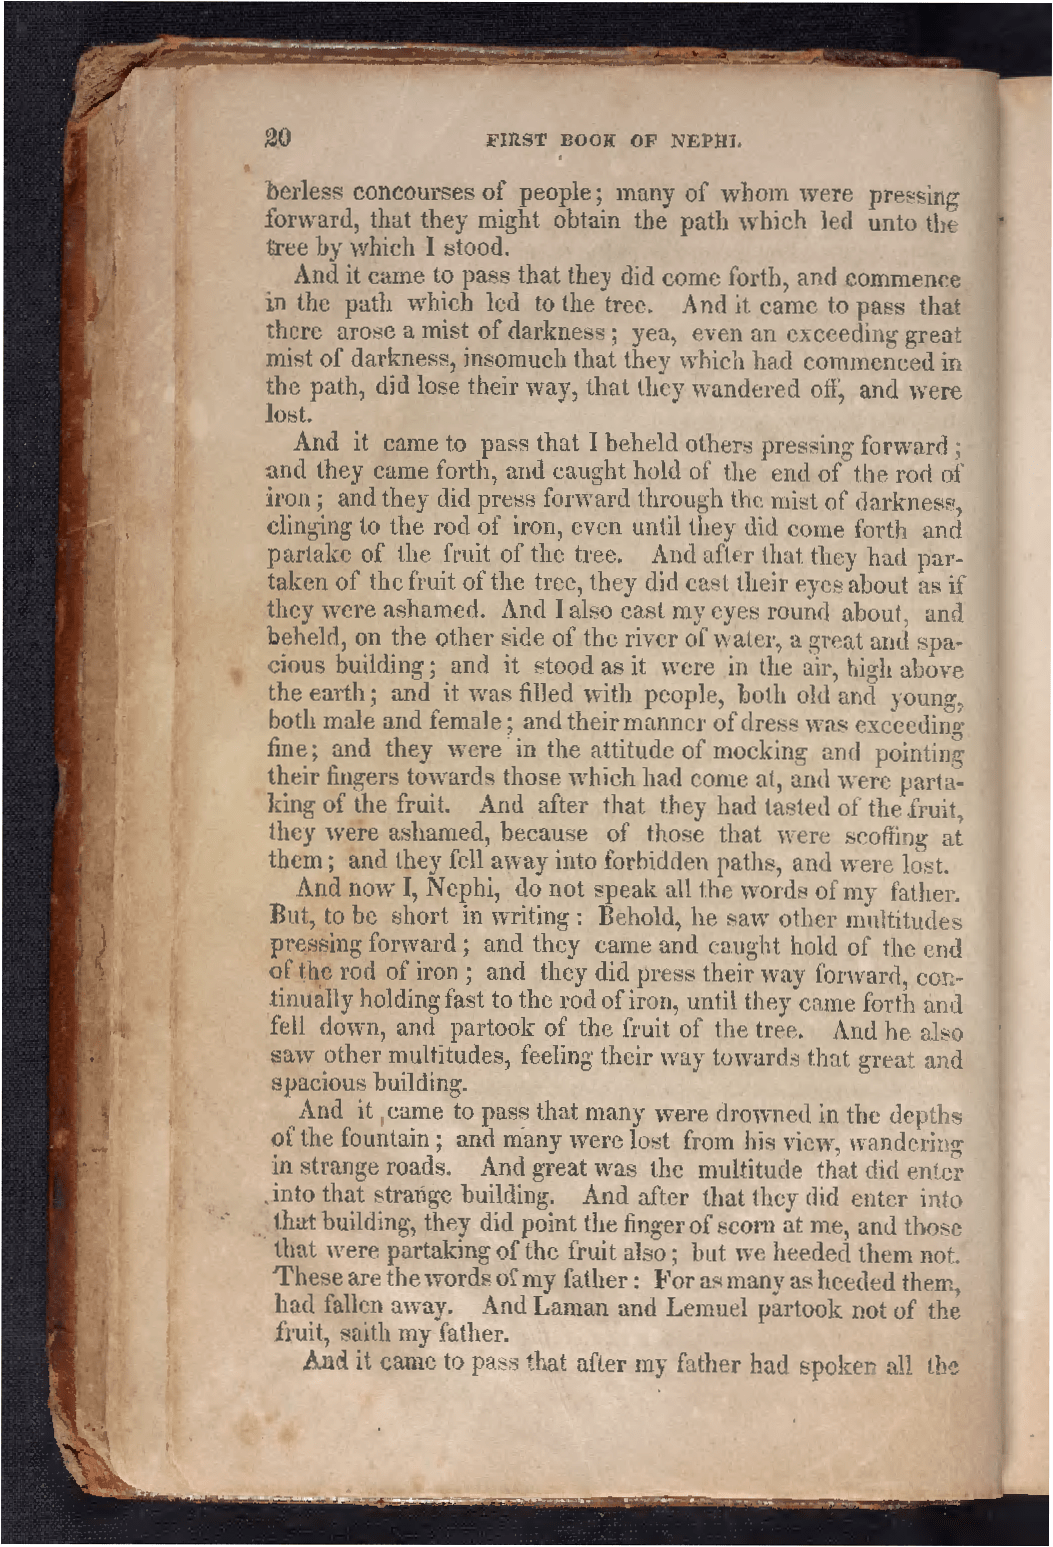 20 FIRST BOOK OF NEPHI.
berless concourses of people; many of whom were pressing
forward, that they might obtain the path which led unto the
tree by which I stood.
And it came to pass that they did come forth, and commence
in the path which led to the tree. And it came to pass that
there arose a mist of darkness; yea, even an exceeding great
mist of darkness, insomuch that they which had commenced in
the path, did lose their way, that they wandered off, and were
lost.
And it came to pass that I beheld others pressing forward;
and they came forth, and caught hold of the end of the rod of
iron; and they did press forward through the mist of darkness,
clinging to the rod of iron, even until they did come forth and
partake of the fruit of the tree. And after that they had par-
taken of the fruit of the tree, they did cast their eyes about as if
they were ashamed. And I also cast my eyes round about, and
beheld, on the other side of the river of water, a great and spa-
cious building; and it stood as it were in the air, high above
the earth; and it was filled with people, both old and young,
both male and female; and their manner of dress was exceeding
fine; and they were in the attitude of mocking and pointing
their fingers towards those which had come at, and were parta-
king of the fruit. And after that they had tasted of the fruit,
they were ashamed, because of those that were scoffing at
them; and they fell away into forbidden paths, and were lost.
And now I, Nephi, do not speak all the words of my father.
But, to be short in writing: Behold, he saw other multitudes
pressing forward; and they came and caught hold of the end
of the rod of iron; and they did press their way forward, con-
tinually holding fast to the rod of iron, until they came forth and
fell down, and partook of the fruit of the tree. And he also
saw other multitudes, feeling their way towards that great and
spacious building.
And it came to pass that many were drowned in the depths
of the fountain; and many were lost from his view, wandering
in strange roads. And great was the multitude that did enter
into that strange building. And after that they did enter into
that building, they did point the finger of scorn at me, and those
that were partaking of the fruit also; but we heeded them not.
These are the words of my father: For as many as heeded them,
had fallen away. And Laman and Lemuel partook not of the
fruit, saith my father.
And it came to pass that after my father had spoken all the